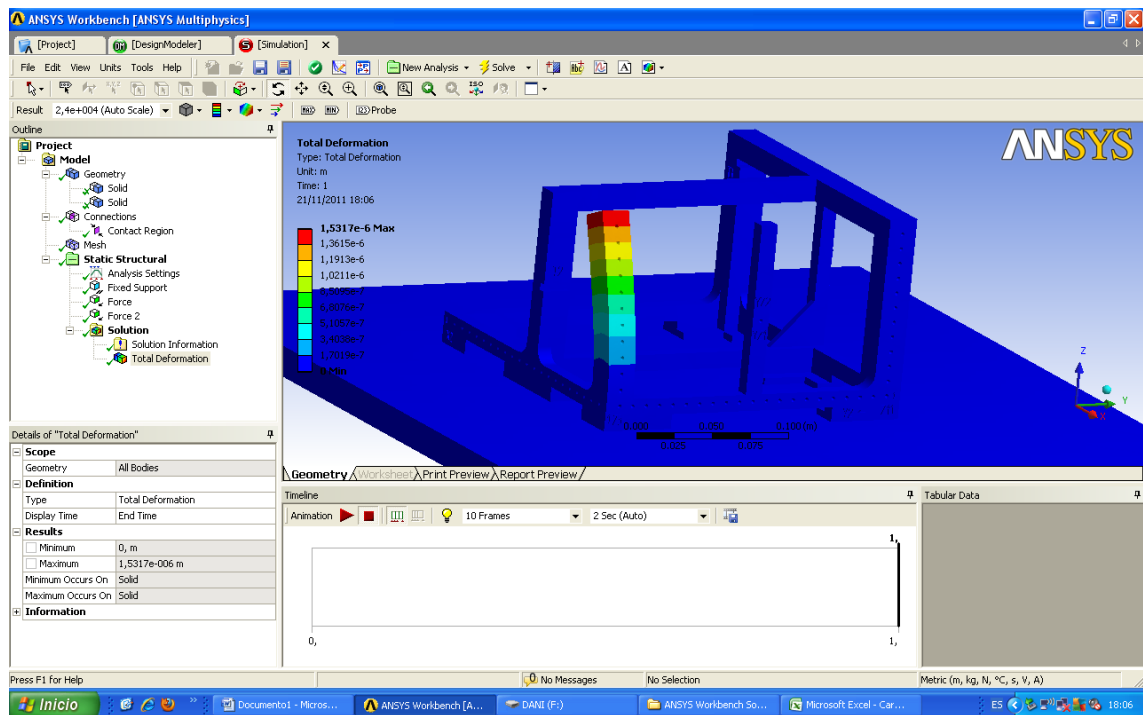 ANSYS Workbench [ANSYS Multiphysics]
[Project] [DesignModeler] [Simulation]
File Edit View Units Tools Help New Analysis Solve
Result 2,4e+004 (Auto Scale) MAX MIN Probe
Outline
Project
Model
Geometry
Solid
Solid
Connections
Contact Region
Mesh
Static Structural
Analysis Settings
Fixed Support
Force
Force 2
Solution
Solution Information
Total Deformation
Total Deformation
Type: Total Deformation
Unit: m
Time: 1
21/11/2011 18:06
1,5317e-6 Max
1,3615e-6
1,1913e-6
1,0211e-6
0 Min
ANSYS
Z
Y
X
0.000 0.050 0.100 (m)
0.025 0.075
Geometry Worksheet Print Preview Report Preview
Details of "Total Deformation"
Scope
Geometry All Bodies
Definition
Type Total Deformation
Display Time End Time
Results
Minimum 0, m
Maximum 1,5317e-006 m
Minimum Occurs On Solid
Maximum Occurs On Solid
Information
Timeline
Animation 10 Frames 2 Sec (Auto)
1,
0, 1,
Tabular Data
Press F1 for Help No Messages No Selection Metric (m, kg, N, °C, s, V, A)
Inicio Documento1 - Micros... ANSYS Workbench [A... DANI (F:) ANSYS Workbench So... Microsoft Excel - Car... ES 18:06